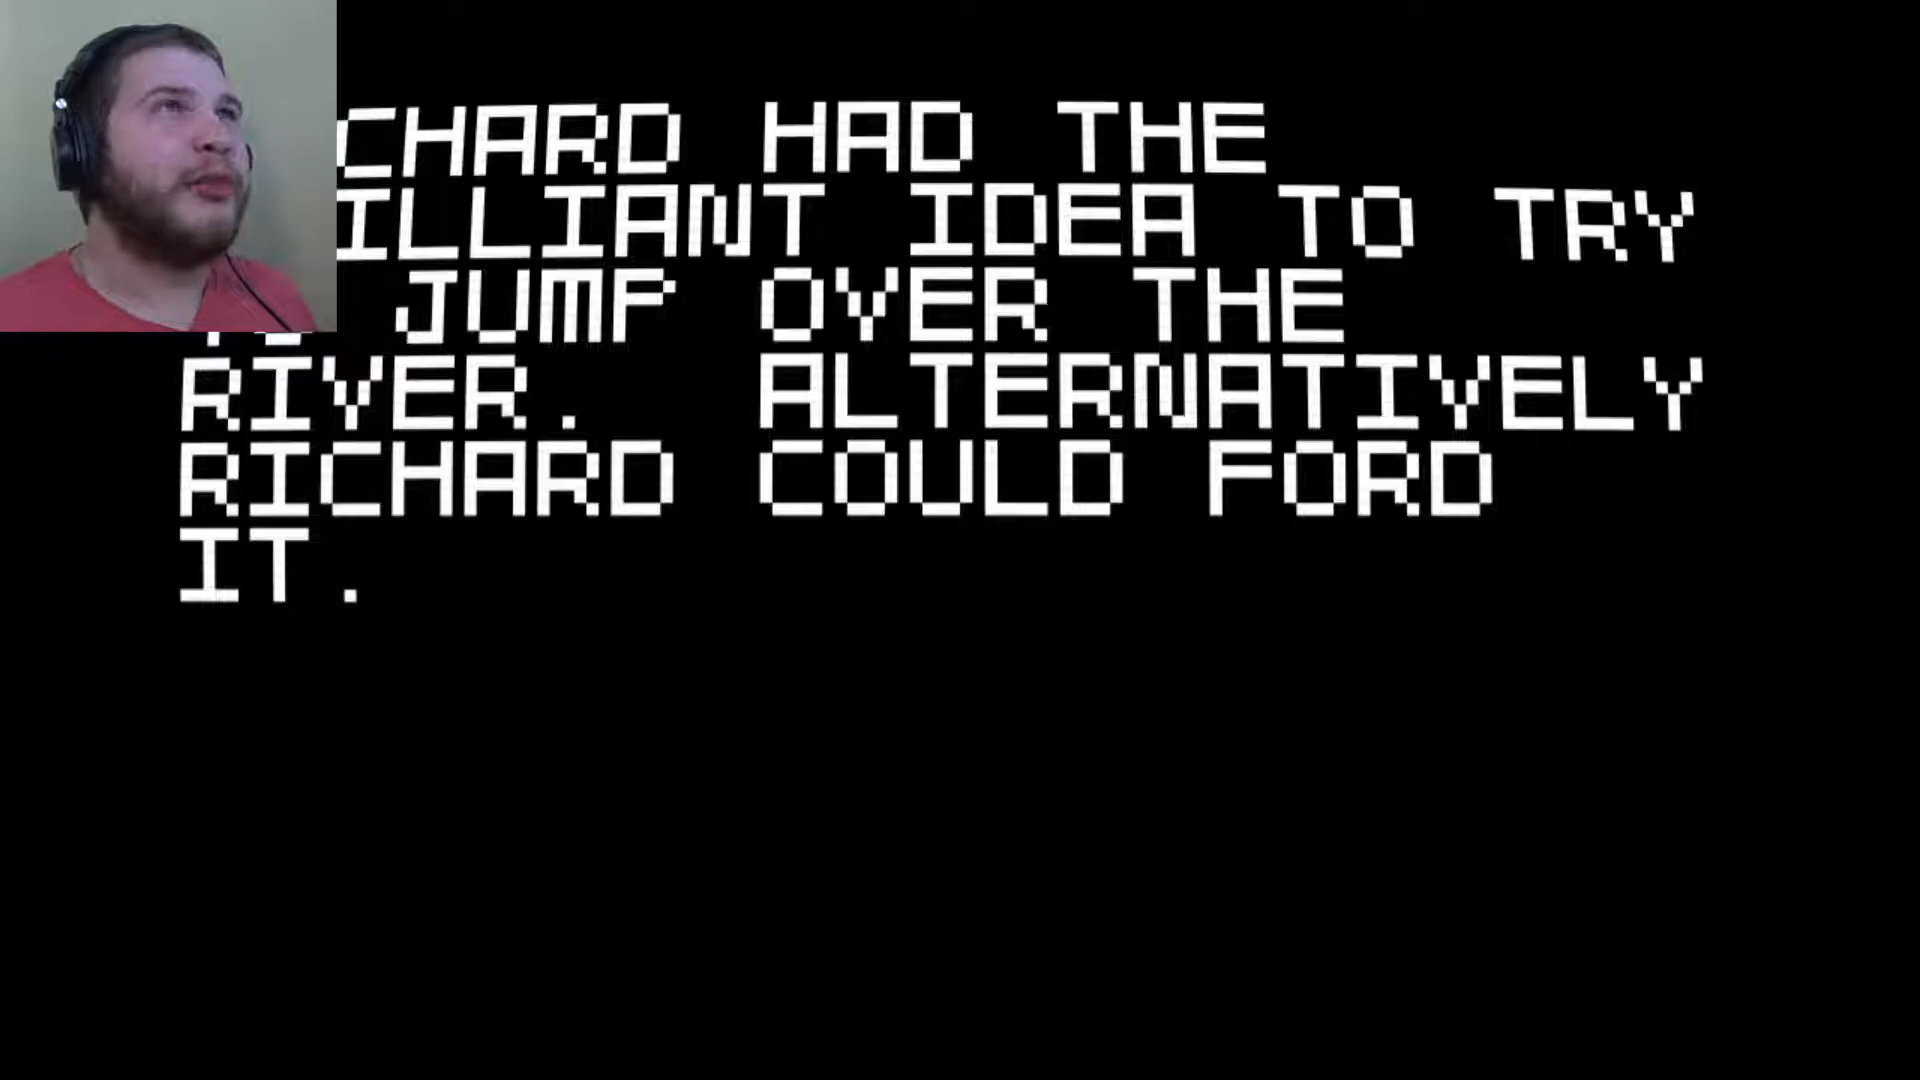 CHARD HAD THE
ILLIANT IDEA TO TRY
JUMP OVER THE
RIVER. ALTERNATIVELY
RICHARD COULD FORD
IT.